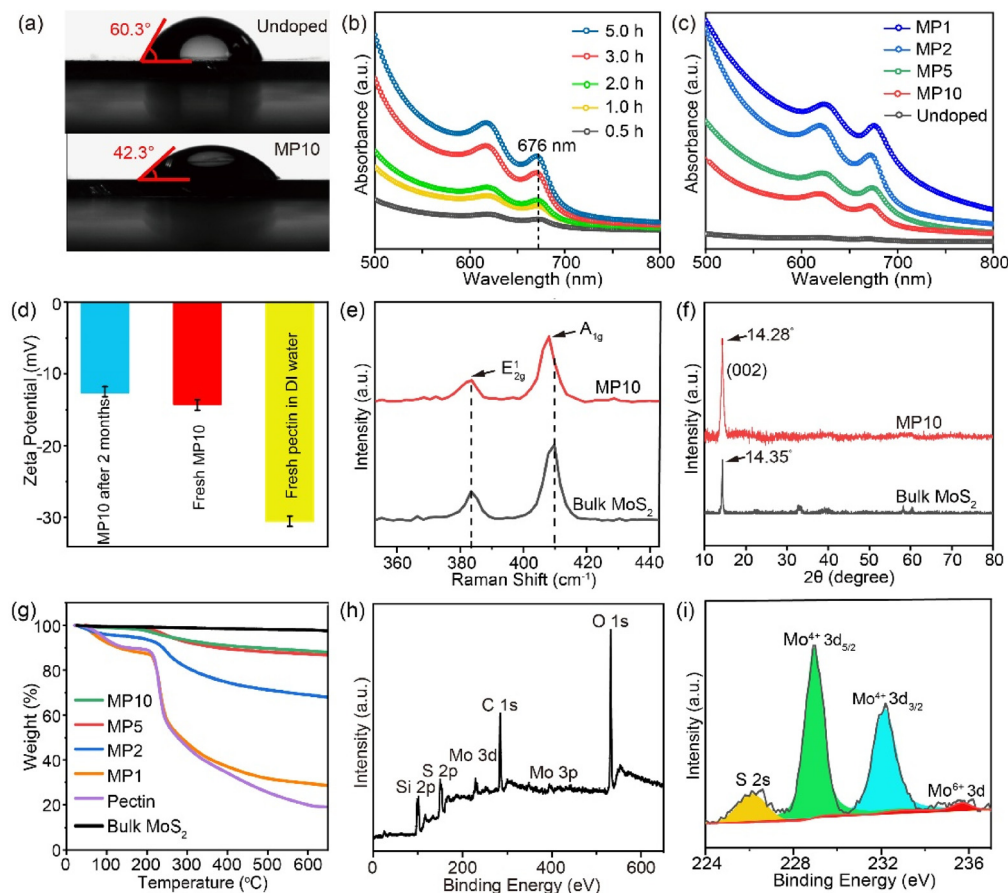 (a)
60.3°
Undoped
42.3°
MP10
(b)
5.0 h
3.0 h
2.0 h
1.0 h
0.5 h
676 nm
Absorbance (a.u.)
500 600 700 800
Wavelength (nm)
(c)
MP1
MP2
MP5
MP10
Undoped
Absorbance (a.u.)
500 600 700 800
Wavelength (nm)
(d)
0
-10
-20
-30
Zeta Potential (mV)
MP10 after 2 months
Fresh MP10
Fresh pectin in DI water
(e)
A₁g
E¹₂g
MP10
Bulk MoS₂
Intensity (a.u.)
360 380 400 420 440
Raman Shift (cm⁻¹)
(f)
14.28°
(002)
MP10
14.35°
Bulk MoS₂
Intensity (a.u.)
10 20 30 40 50 60 70 80
2θ (degree)
(g)
100
80
60
40
20
0
Weight (%)
MP10
MP5
MP2
MP1
Pectin
Bulk MoS₂
0 100 200 300 400 500 600
Temperature (°C)
(h)
O 1s
C 1s
Mo 3d
S 2p
Si 2p
Mo 3p
Intensity (a.u.)
0 200 400 600
Binding Energy (eV)
(i)
Mo⁴⁺ 3d₅/₂
Mo⁴⁺ 3d₃/₂
S 2s
Mo⁶⁺ 3d
Intensity (a.u.)
224 228 232 236
Binding Energy (eV)